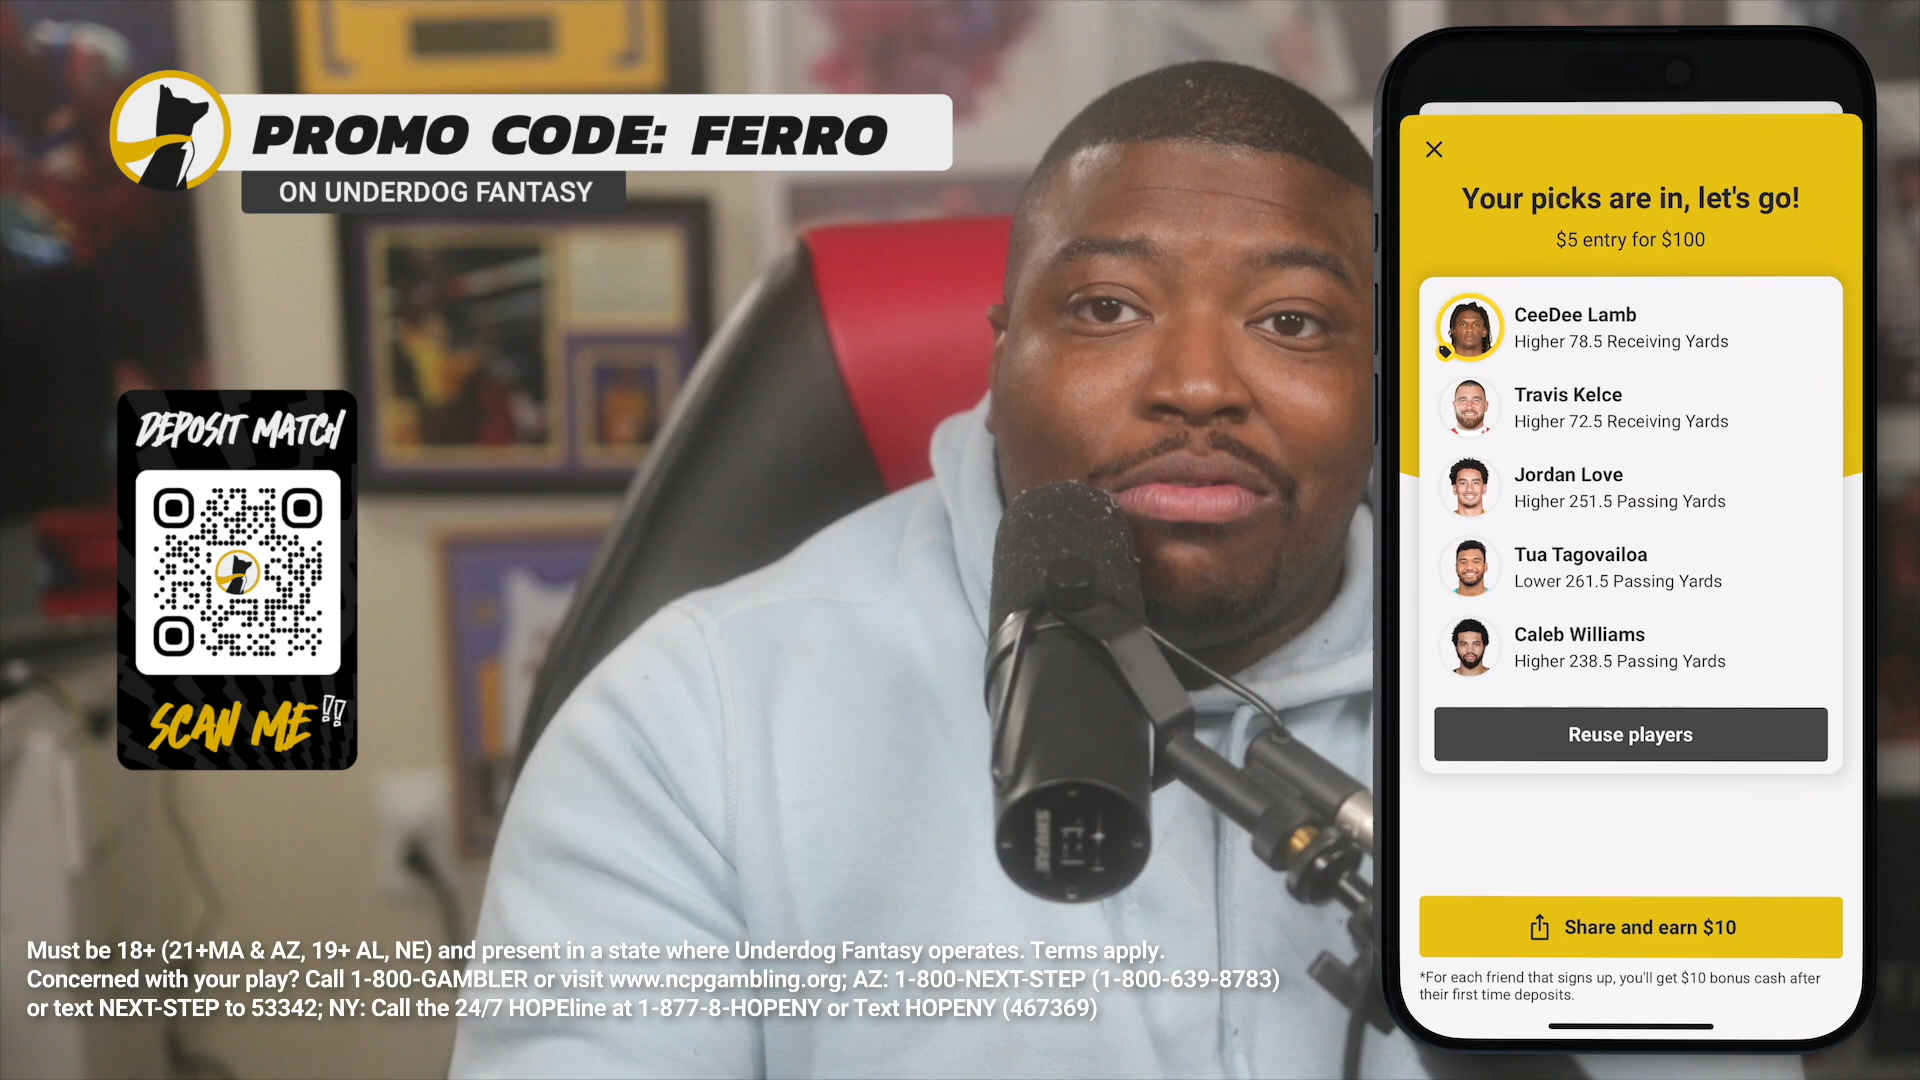 PROMO CODE: FERRO
ON UNDERDOG FANTASY
DEPOSIT MATCH
SCAN ME!!
Must be 18+ (21+MA & AZ, 19+ AL, NE) and present in a state where Underdog Fantasy operates. Terms apply.
Concerned with your play? Call 1-800-GAMBLER or visit www.ncpgambling.org; AZ: 1-800-NEXT-STEP (1-800-639-8783)
or text NEXT-STEP to 53342; NY: Call the 24/7 HOPEline at 1-877-8-HOPENY or Text HOPENY (467369)
SHURE
Your picks are in, let's go!
$5 entry for $100
CeeDee Lamb
Higher 78.5 Receiving Yards
Travis Kelce
Higher 72.5 Receiving Yards
Jordan Love
Higher 251.5 Passing Yards
Tua Tagovailoa
Lower 261.5 Passing Yards
Caleb Williams
Higher 238.5 Passing Yards
Reuse players
Share and earn $10
*For each friend that signs up, you'll get $10 bonus cash after
their first time deposits.